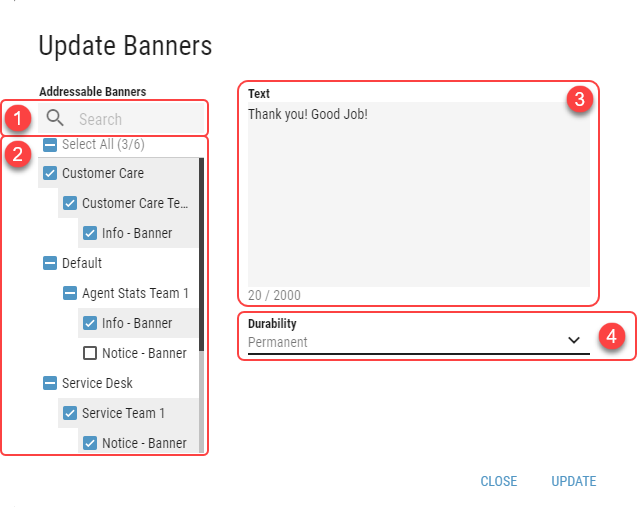 Update Banners
Addressable Banners
1
Search
2
Select All (3/6)
Customer Care
Customer Care Te...
Info - Banner
Default
Agent Stats Team 1
Info - Banner
Notice - Banner
Service Desk
Service Team 1
Notice - Banner
Text
3
Thank you! Good Job!
20 / 2000
Durability
Permanent
4
CLOSE UPDATE